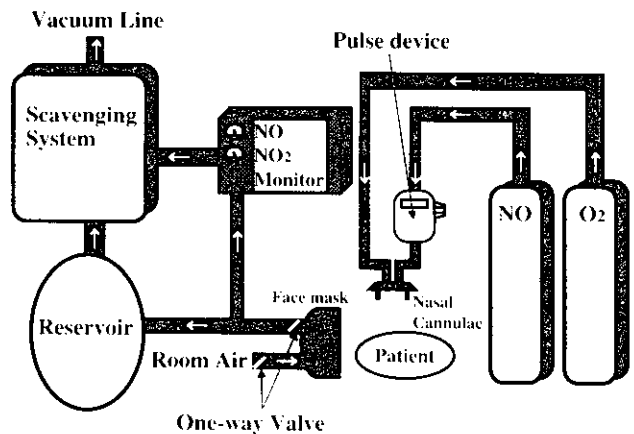 Vacuum Line
Pulse device
Scavenging
System
NO
NO2
Monitor
NO
O2
Face mask
Nasal
Cannulae
Reservoir
Room Air
Patient
One-way Valve